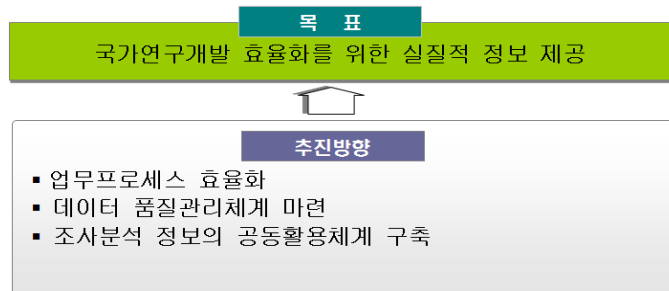 목 표
국가연구개발 효율화를 위한 실질적 정보 제공
추진방향
▪ 업무프로세스 효율화
▪ 데이터 품질관리체계 마련
▪ 조사분석 정보의 공동활용체계 구축